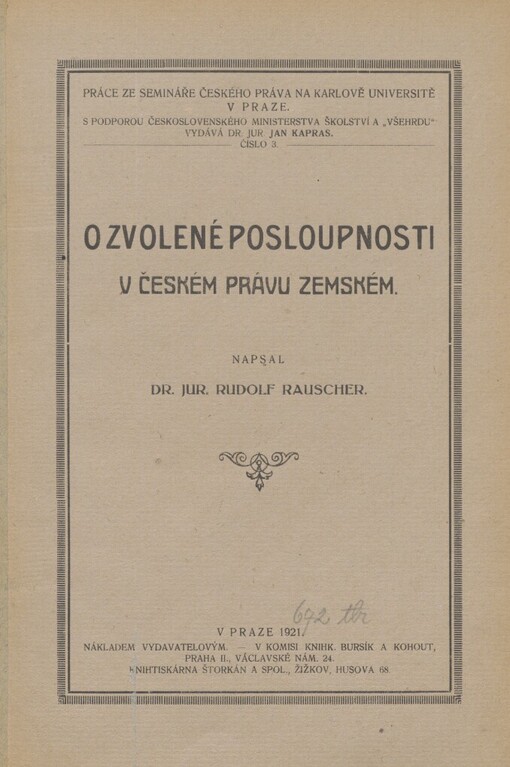 PRÁCE ZE SEMINÁŘE ČESKÉHO PRÁVA NA KARLOVĚ UNIVERSITĚ
V PRAZE.
S PODPOROU ČESKOSLOVENSKÉHO MINISTERSTVA ŠKOLSTVÍ A „VŠEHRDU“
VYDÁVÁ DR. JUR. JAN KAPRAS.
ČÍSLO 3.
O ZVOLENÉ POSLOUPNOSTI
V ČESKÉM PRÁVU ZEMSKÉM.
NAPSAL
DR. JUR. RUDOLF RAUSCHER.
642
V PRAZE 1921.
NÁKLADEM VYDAVATELOVÝM. — V KOMISI KNIHK. BURSÍK A KOHOUT,
PRAHA II., VÁCLAVSKÉ NÁM. 24.
KNIHTISKÁRNA ŠTORKÁN A SPOL., ŽIŽKOV, HUSOVA 68.